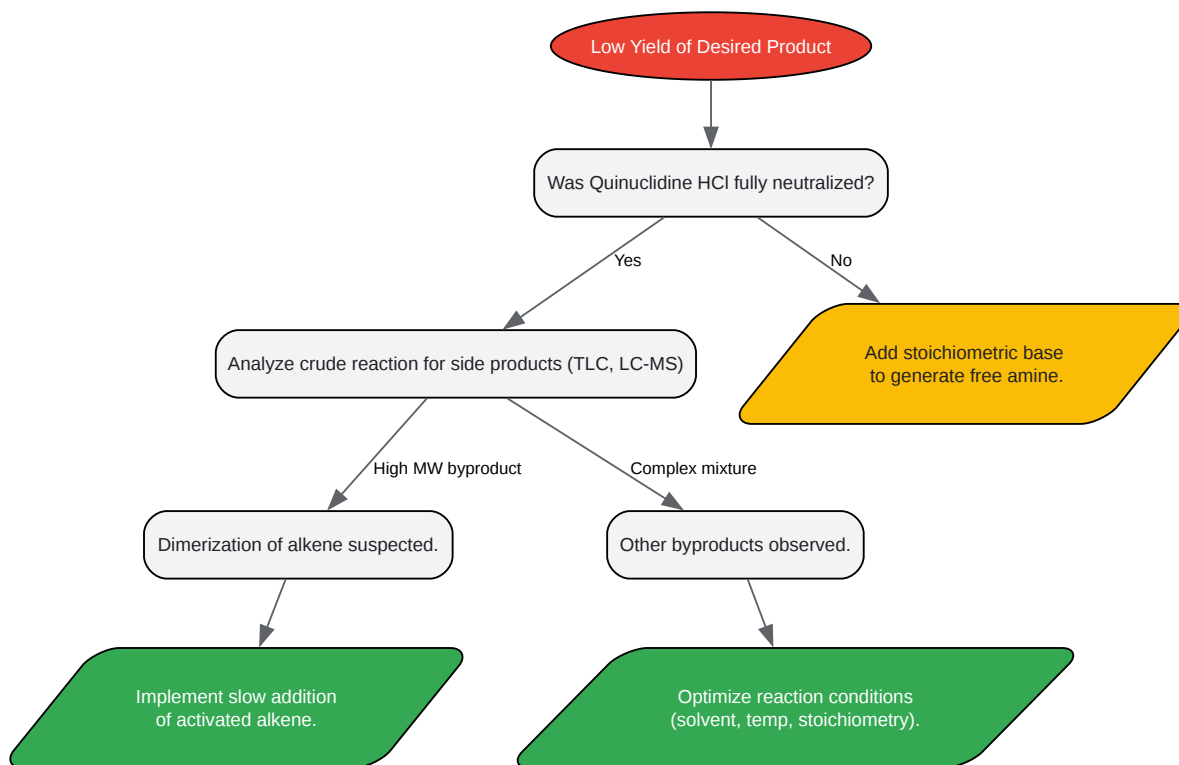 Low Yield of Desired Product
Was Quinuclidine HCl fully neutralized?
Yes
No
Analyze crude reaction for side products (TLC, LC-MS)
Add stoichiometric base
to generate free amine.
High MW byproduct
Complex mixture
Dimerization of alkene suspected.
Other byproducts observed.
Implement slow addition
of activated alkene.
Optimize reaction conditions
(solvent, temp, stoichiometry).